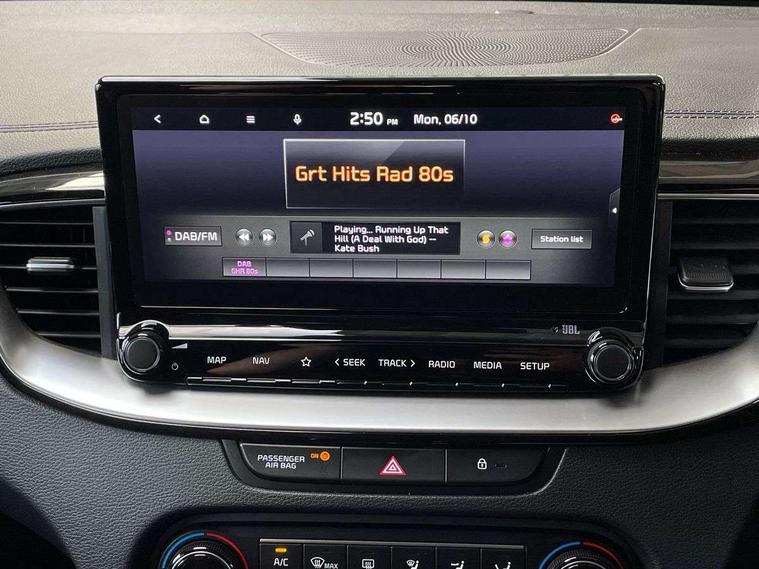 2:50 PM Mon, 06/10
Grt Hits Rad 80s
DAB/FM
Playing... Running Up That
Hill (A Deal With God) —
Kate Bush
Station list
DAB
GHR 80s
JBL
MAP NAV < SEEK TRACK > RADIO MEDIA SETUP
PASSENGER
AIR BAG
ON
A/C
MAX